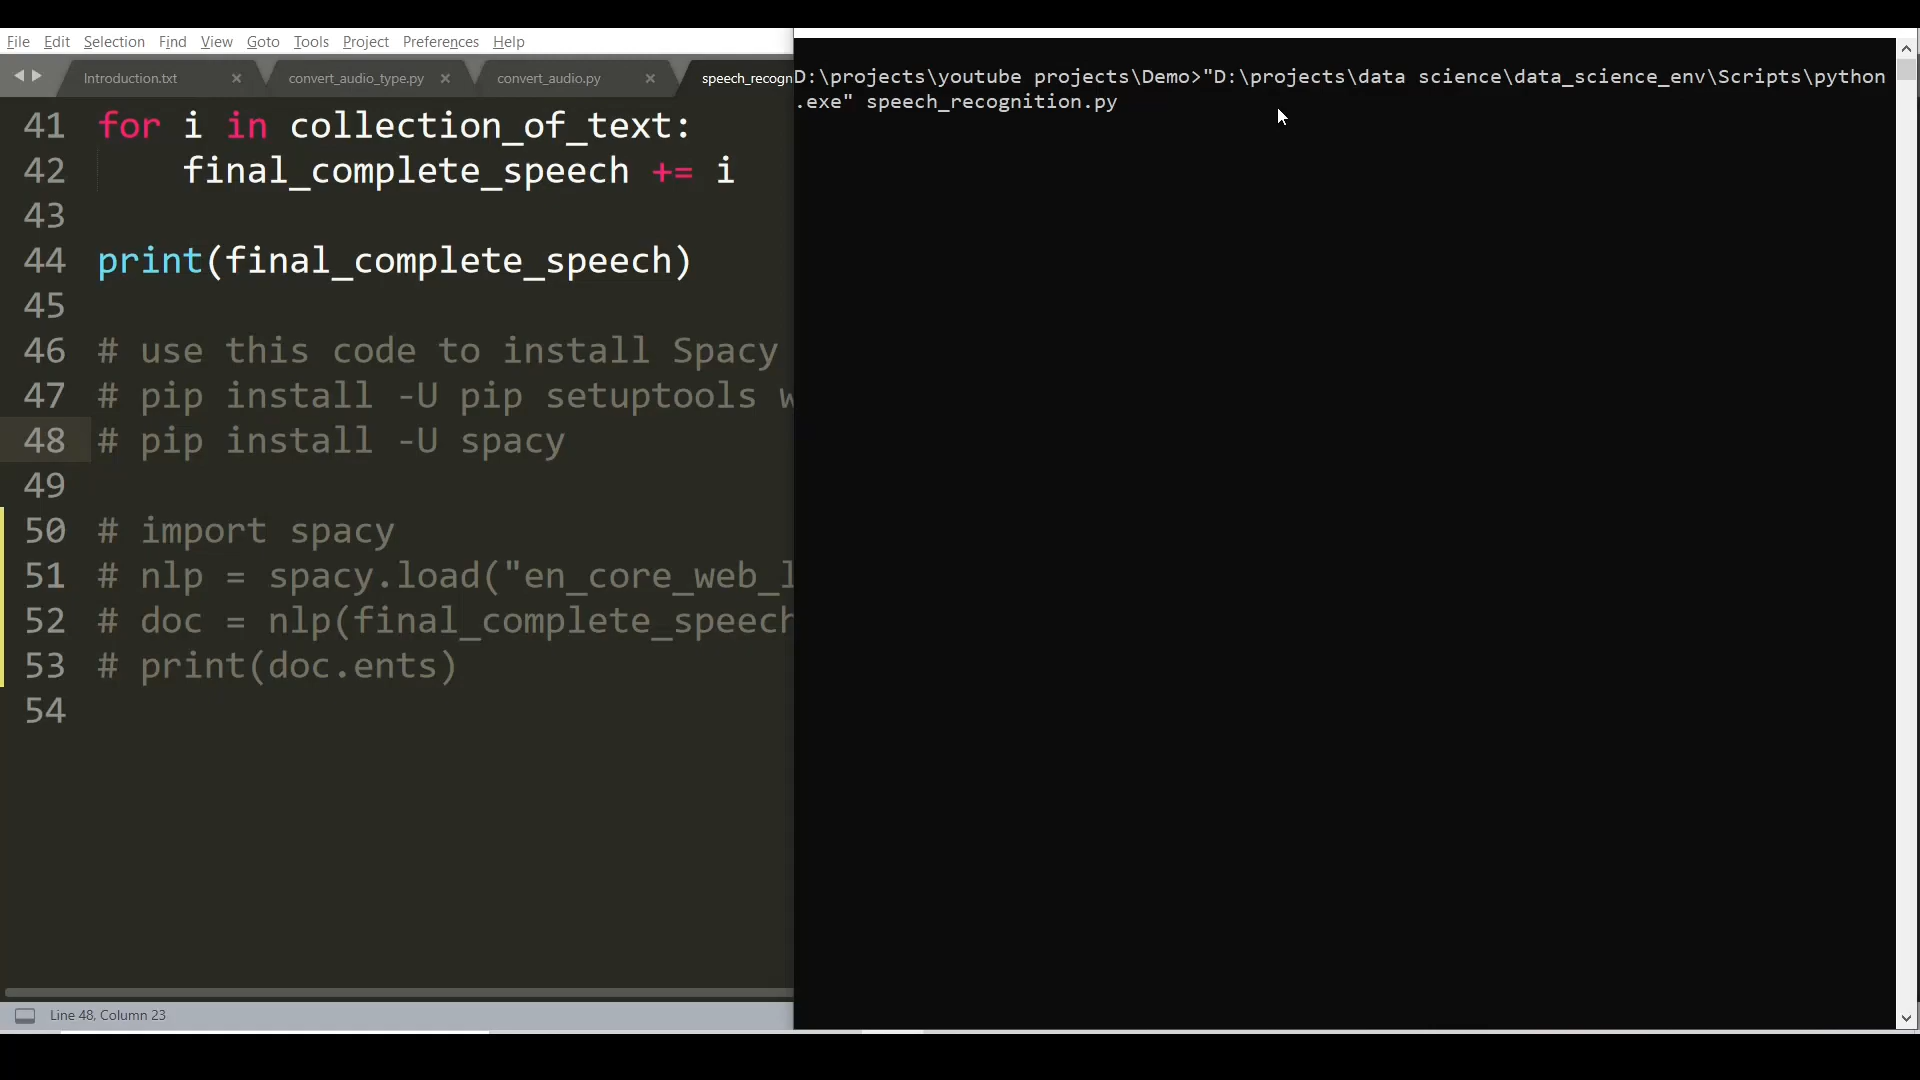 File Edit Selection Find View Goto Tools Project Preferences Help
Introduction.txt convert_audio_type.py convert_audio.py speech_recogn
41 for i in collection_of_text:
42 final_complete_speech += i
43
44 print(final_complete_speech)
45
46 # use this code to install Spacy
47 # pip install -U pip setuptools w
48 # pip install -U spacy
49
50 # import spacy
51 # nlp = spacy.load("en_core_web_l
52 # doc = nlp(final_complete_speech
53 # print(doc.ents)
54
Line 48, Column 23
D:\projects\youtube projects\Demo>"D:\projects\data science\data_science_env\Scripts\python
.exe" speech_recognition.py